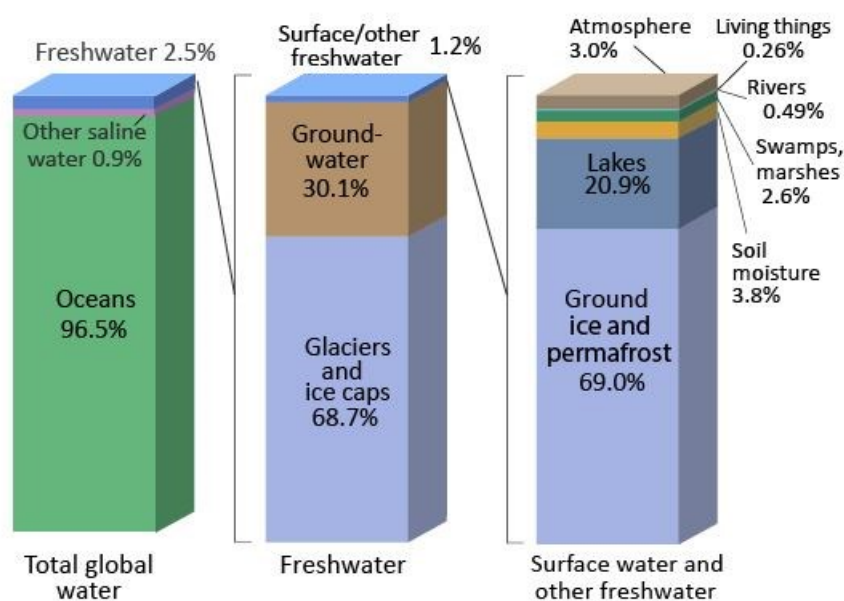 Freshwater 2.5%
Other saline
water 0.9%
Oceans
96.5%
Total global
water
Surface/other
freshwater
1.2%
Ground-
water
30.1%
Glaciers
and
ice caps
68.7%
Freshwater
Atmosphere
3.0%
Living things
0.26%
Rivers
0.49%
Swamps,
marshes
2.6%
Soil
moisture
3.8%
Lakes
20.9%
Ground
ice and
permafrost
69.0%
Surface water and
other freshwater